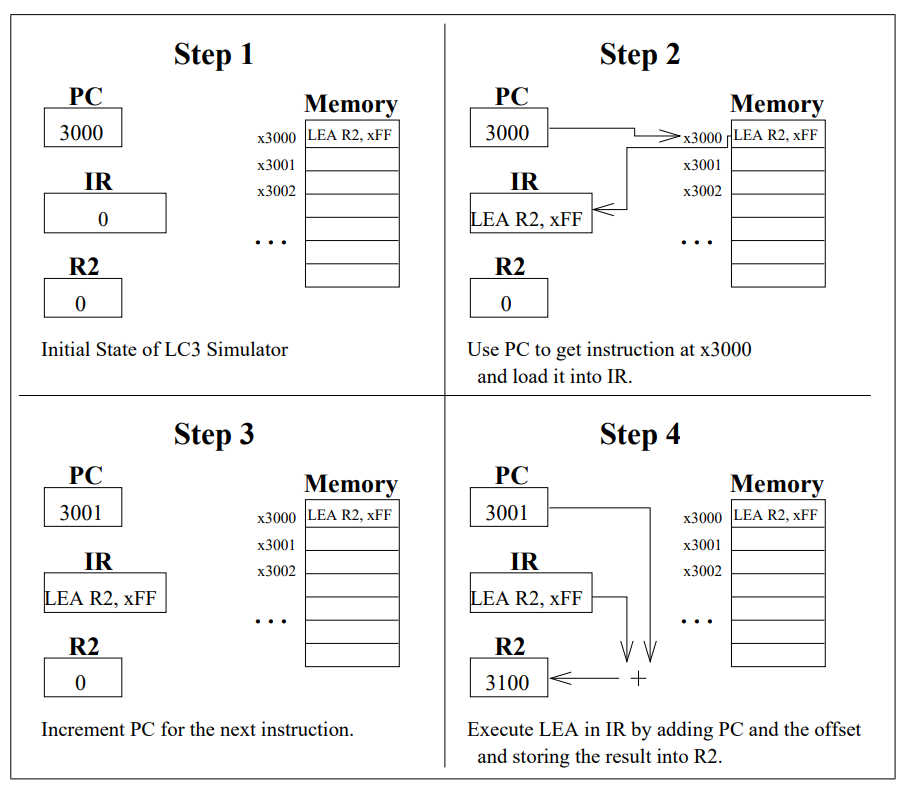 Step 1
PC
3000
Memory
x3000 LEA R2, xFF
x3001
x3002
IR
0
...
R2
0
Initial State of LC3 Simulator
Step 2
PC
3000
Memory
x3000 LEA R2, xFF
x3001
x3002
IR
LEA R2, xFF
...
R2
0
Use PC to get instruction at x3000
and load it into IR.
Step 3
PC
3001
Memory
x3000 LEA R2, xFF
x3001
x3002
IR
LEA R2, xFF
...
R2
0
Increment PC for the next instruction.
Step 4
PC
3001
Memory
x3000 LEA R2, xFF
x3001
x3002
IR
LEA R2, xFF
...
R2
3100
+
Execute LEA in IR by adding PC and the offset
and storing the result into R2.